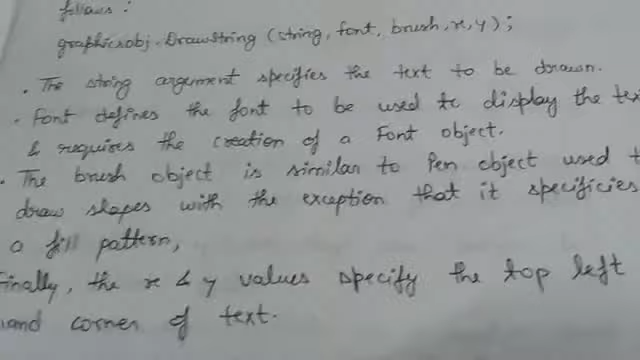 follows:
graphicsobj.DrawString (string, font, brush, x, y);
. The string argument specifies the text to be drawn.
. Font defines the font to be used to display the tex
& requires the creation of a Font object.
. The brush object is similar to Pen object used t
draw shapes with the exception that it specificies
a fill pattern,
Finally, the x & y values specify the top left
hand corner of text.